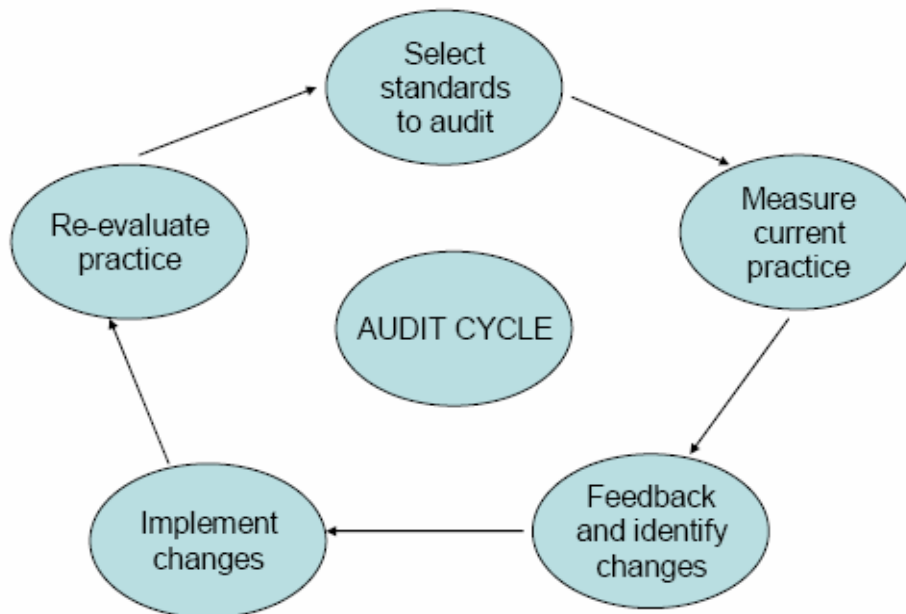 Select
standards
to audit
Measure
current
practice
Feedback
and identify
changes
Implement
changes
Re-evaluate
practice
AUDIT CYCLE